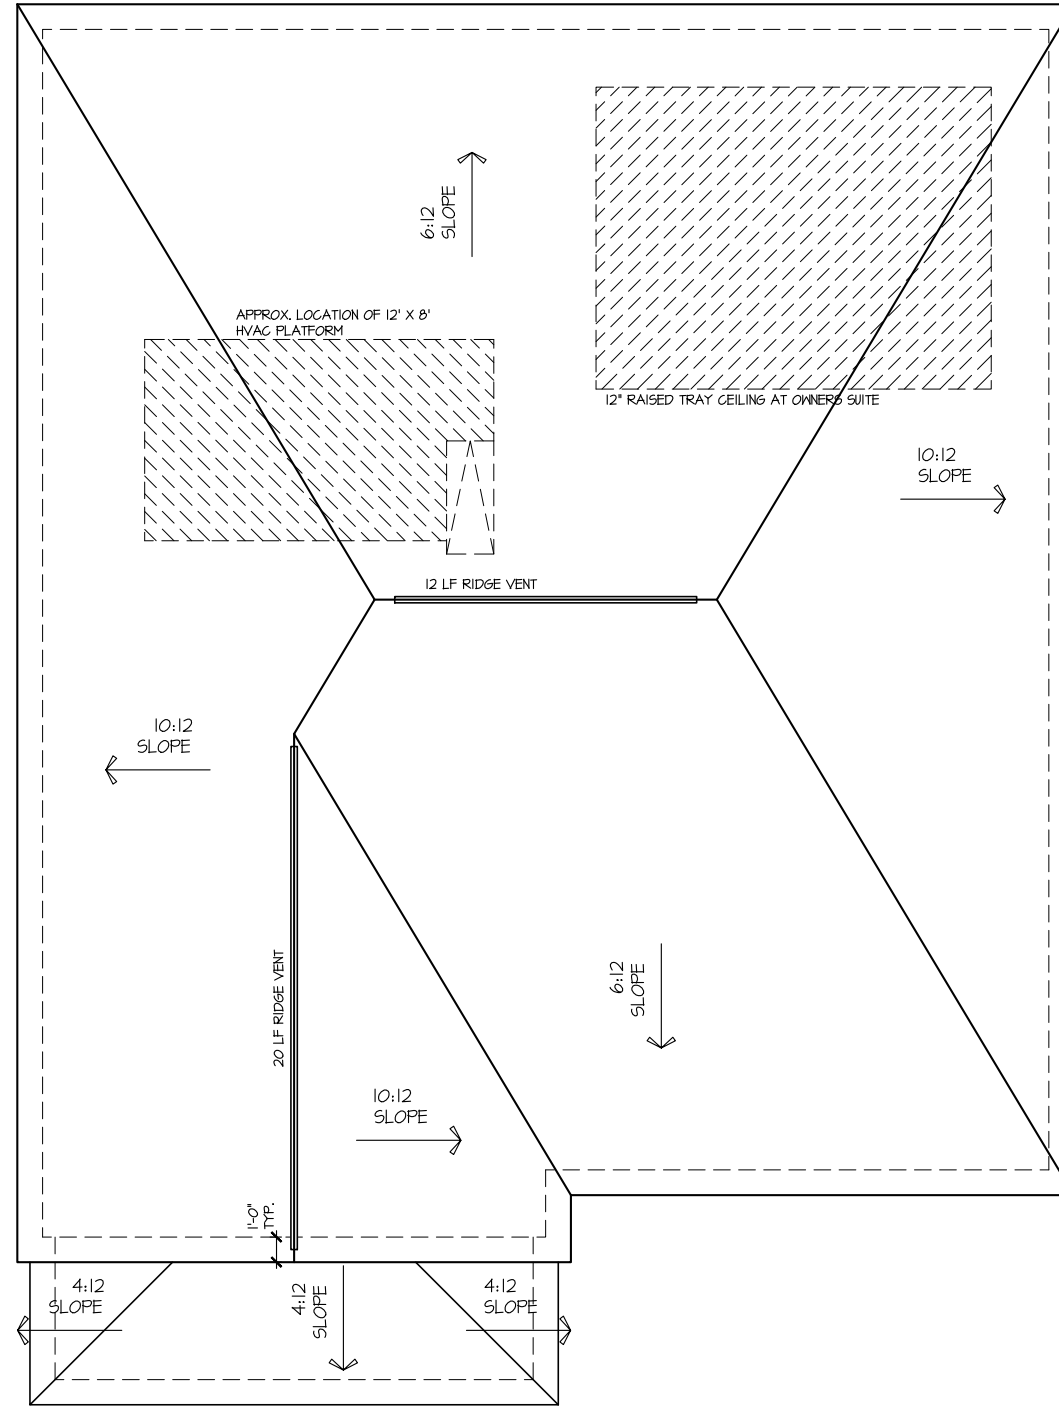 6:12
SLOPE
APPROX. LOCATION OF 12' X 8'
HVAC PLATFORM
12" RAISED TRAY CEILING AT OWNERS SUITE
10:12
SLOPE
12 LF RIDGE VENT
10:12
SLOPE
20 LF RIDGE VENT
6:12
SLOPE
10:12
SLOPE
1'-0"
TYP.
4:12
SLOPE
4:12
SLOPE
4:12
SLOPE